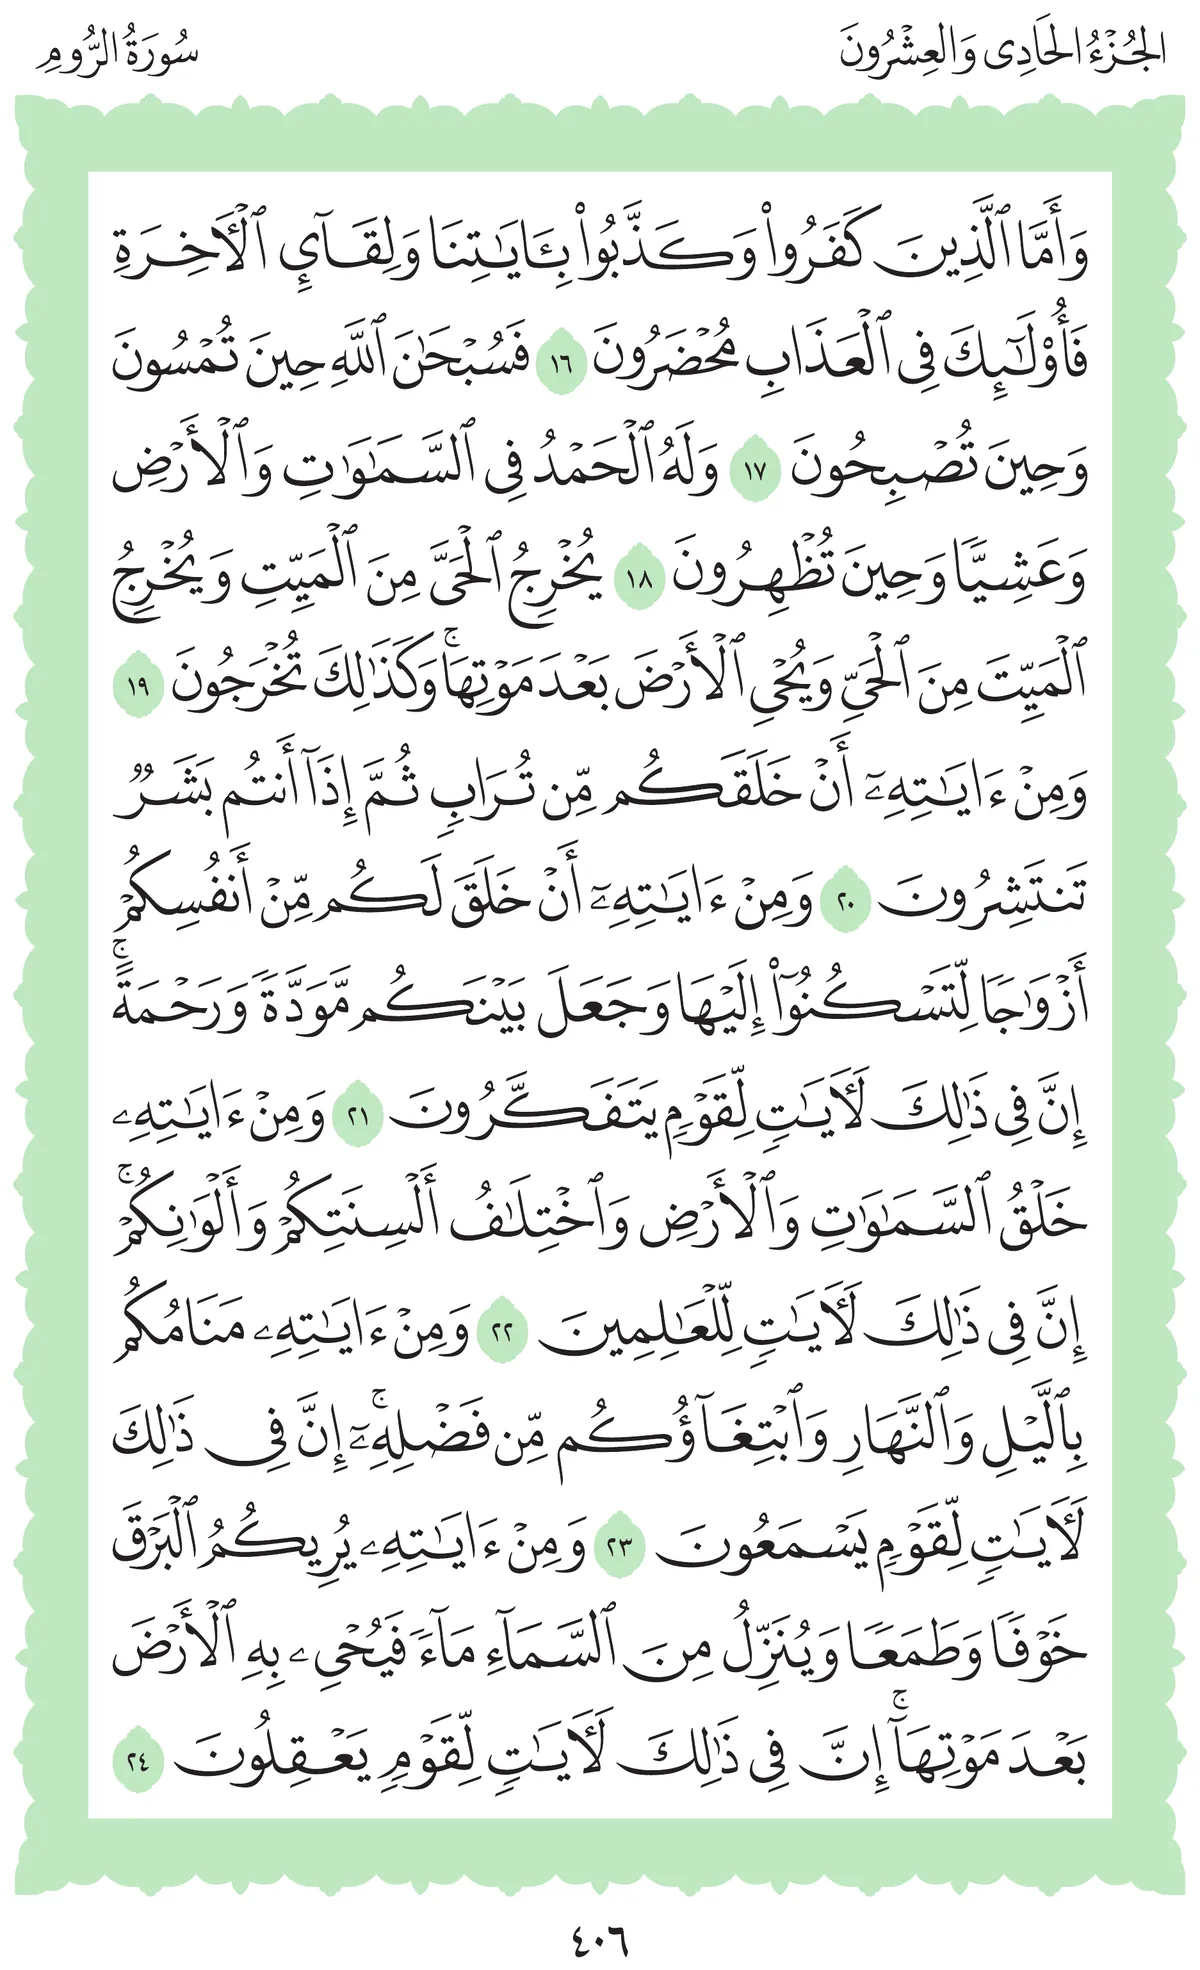 الجُزْءُ الحَادِي وَالعِشْرُونَ
سُورَةُ الرُّومِ
وَأَمَّا ٱلَّذِينَ كَفَرُواْ وَكَذَّبُواْ بِـَٔايَٰتِنَا وَلِقَآيِٕ ٱلۡأٓخِرَةِ
فَأُوْلَٰٓئِكَ فِي ٱلۡعَذَابِ مُحۡضَرُونَ ١٦ فَسُبۡحَٰنَ ٱللَّهِ حِينَ تُمۡسُونَ
وَحِينَ تُصۡبِحُونَ ١٧ وَلَهُ ٱلۡحَمۡدُ فِي ٱلسَّمَٰوَٰتِ وَٱلۡأَرۡضِ
وَعَشِيّٗا وَحِينَ تُظۡهِرُونَ ١٨ يُخۡرِجُ ٱلۡحَيَّ مِنَ ٱلۡمَيِّتِ وَيُخۡرِجُ
ٱلۡمَيِّتَ مِنَ ٱلۡحَيِّ وَيُحۡيِ ٱلۡأَرۡضَ بَعۡدَ مَوۡتِهَاۚ وَكَذَٰلِكَ تُخۡرَجُونَ ١٩
وَمِنۡ ءَايَٰتِهِۦٓ أَنۡ خَلَقَكُم مِّن تُرَابٖ ثُمَّ إِذَآ أَنتُم بَشَرٞ
تَنتَشِرُونَ ٢٠ وَمِنۡ ءَايَٰتِهِۦٓ أَنۡ خَلَقَ لَكُم مِّنۡ أَنفُسِكُمۡ
أَزۡوَٰجٗا لِّتَسۡكُنُوٓاْ إِلَيۡهَا وَجَعَلَ بَيۡنَكُم مَّوَدَّةٗ وَرَحۡمَةًۚ
إِنَّ فِي ذَٰلِكَ لَأٓيَٰتٖ لِّقَوۡمٖ يَتَفَكَّرُونَ ٢١ وَمِنۡ ءَايَٰتِهِۦ
خَلۡقُ ٱلسَّمَٰوَٰتِ وَٱلۡأَرۡضِ وَٱخۡتِلَٰفُ أَلۡسِنَتِكُمۡ وَأَلۡوَٰنِكُمۡۚ
إِنَّ فِي ذَٰلِكَ لَأٓيَٰتٖ لِّلۡعَٰلِمِينَ ٢٢ وَمِنۡ ءَايَٰتِهِۦ مَنَامُكُم
بِٱلَّيۡلِ وَٱلنَّهَارِ وَٱبۡتِغَآؤُكُم مِّن فَضۡلِهِۦٓۚ إِنَّ فِي ذَٰلِكَ
لَأٓيَٰتٖ لِّقَوۡمٖ يَسۡمَعُونَ ٢٣ وَمِنۡ ءَايَٰتِهِۦ يُرِيكُمُ ٱلۡبَرۡقَ
خَوۡفٗا وَطَمَعٗا وَيُنَزِّلُ مِنَ ٱلسَّمَآءِ مَآءٗ فَيُحۡيِۦ بِهِ ٱلۡأَرۡضَ
بَعۡدَ مَوۡتِهَآۚ إِنَّ فِي ذَٰلِكَ لَأٓيَٰتٖ لِّقَوۡمٖ يَعۡقِلُونَ ٢٤
٤٠٦